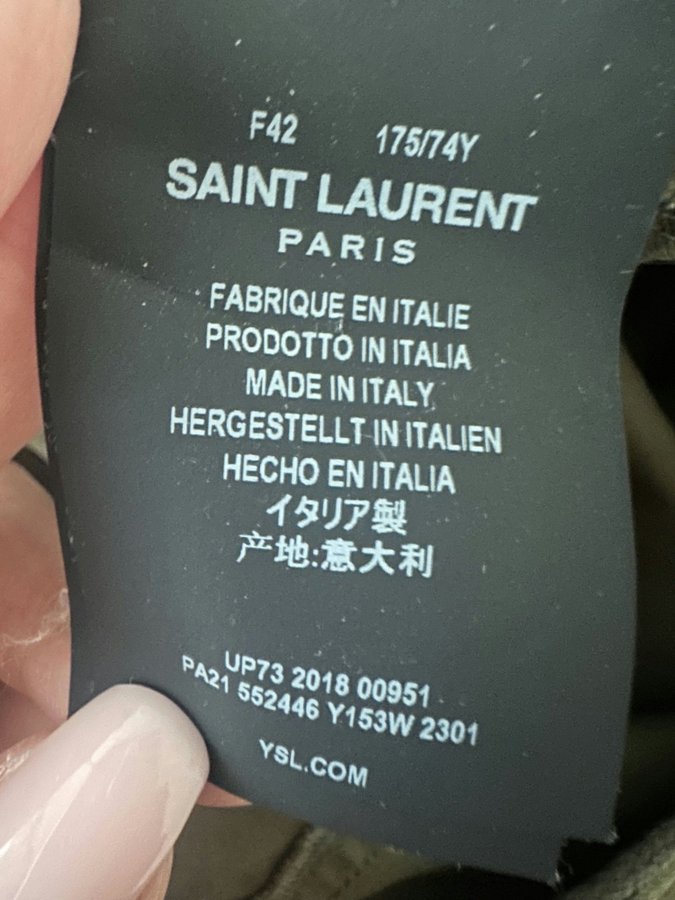 F42 175/74Y
SAINT LAURENT
PARIS
FABRIQUE EN ITALIE
PRODOTTO IN ITALIA
MADE IN ITALY
HERGESTELLT IN ITALIEN
HECHO EN ITALIA
イタリア製
产地:意大利
UP73 2018 00951
PA21 552446 Y153W 2301
YSL.COM